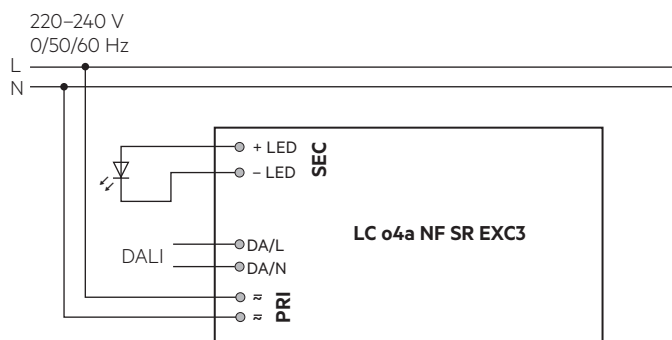 220–240 V
0/50/60 Hz
L
N
+ LED
– LED
SEC
LC o4a NF SR EXC3
DALI
DA/L
DA/N
≂
≂
PRI